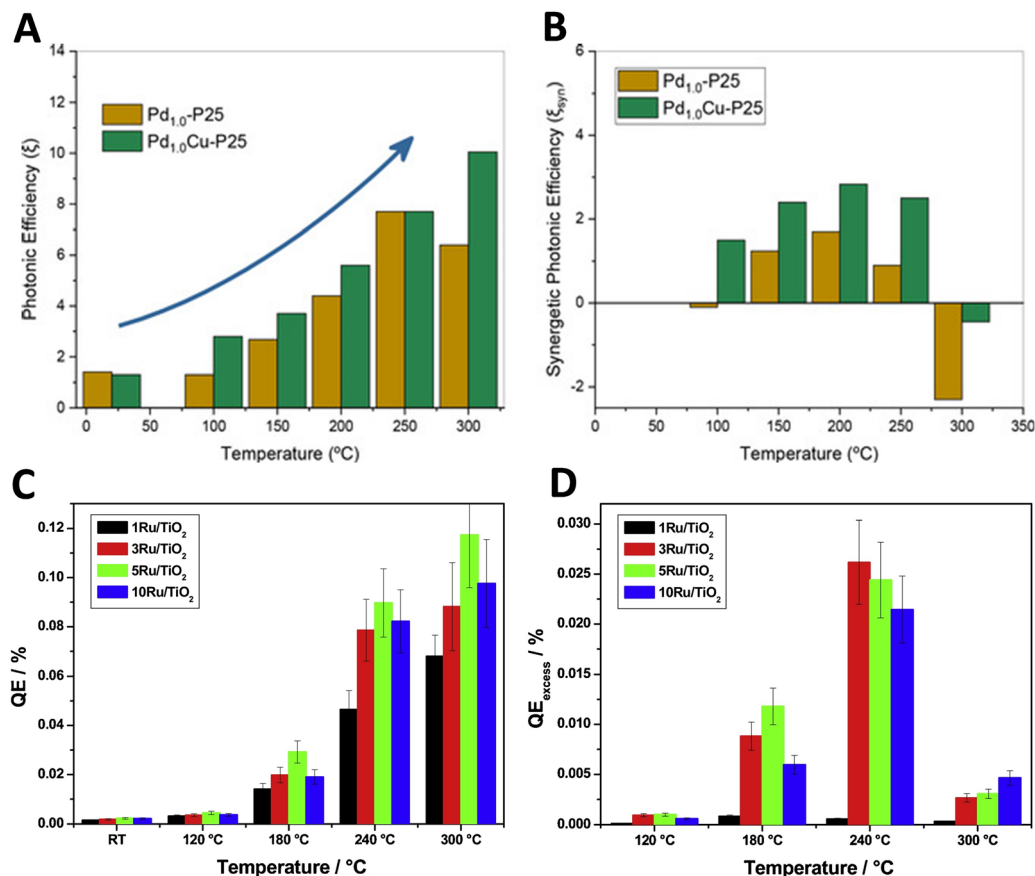 A
Photonic Efficiency (ξ)
14
12
10
8
6
4
2
0
Pd1.0-P25
Pd1.0Cu-P25
0 50 100 150 200 250 300
Temperature (ºC)
B
Synergetic Photonic Efficiency (ξsyn)
6
4
2
0
-2
Pd1.0-P25
Pd1.0Cu-P25
0 50 100 150 200 250 300 350
Temperature (ºC)
C
QE / %
0.12
0.10
0.08
0.06
0.04
0.02
0.00
1Ru/TiO2
3Ru/TiO2
5Ru/TiO2
10Ru/TiO2
RT 120 °C 180 °C 240 °C 300 °C
Temperature / °C
D
QEexcess / %
0.030
0.025
0.020
0.015
0.010
0.005
0.000
1Ru/TiO2
3Ru/TiO2
5Ru/TiO2
10Ru/TiO2
120 °C 180 °C 240 °C 300 °C
Temperature / °C